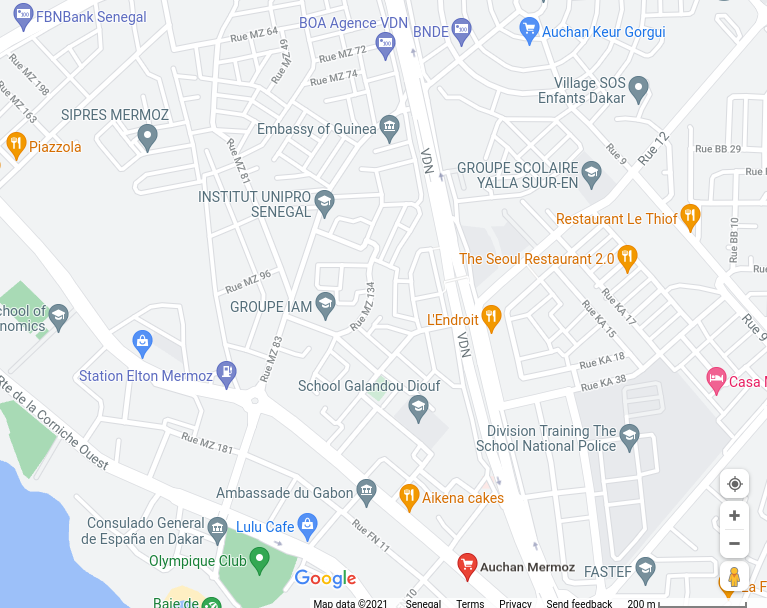 FBNBank Senegal
BOA Agence VDN
BNDE
Auchan Keur Gorgui
Rue MZ 64
Rue MZ 49
Rue MZ 72
Rue MZ 74
Rue MZ 198
Rue MZ 163
Village SOS
Enfants Dakar
SIPRES MERMOZ
Embassy of Guinea
Piazzola
Rue MZ 81
VDN
GROUPE SCOLAIRE
YALLA SUUR-EN
Rue 9
Rue 12
Rue BB 29
INSTITUT UNIPRO
SENEGAL
Restaurant Le Thiof
Rue BB 10
The Seoul Restaurant 2.0
Rue MZ 96
Rue MZ 134
GROUPE IAM
L'Endroit
Rue KA 17
Rue KA 15
Rue 9
chool of
nomics
VDN
Rue MZ 83
Station Elton Mermoz
School Galandou Diouf
Rue KA 18
Rue KA 38
Casa
rte de la Corniche Ouest
Rue MZ 181
Division Training The
School National Police
Ambassade du Gabon
Aikena cakes
Consulado General
de España en Dakar
Lulu Cafe
Rue FN 11
Olympique Club
Google
Auchan Mermoz
FASTEF
La F
Baie de
10
Map data ©2021
Senegal
Terms
Privacy
Send feedback
200 m